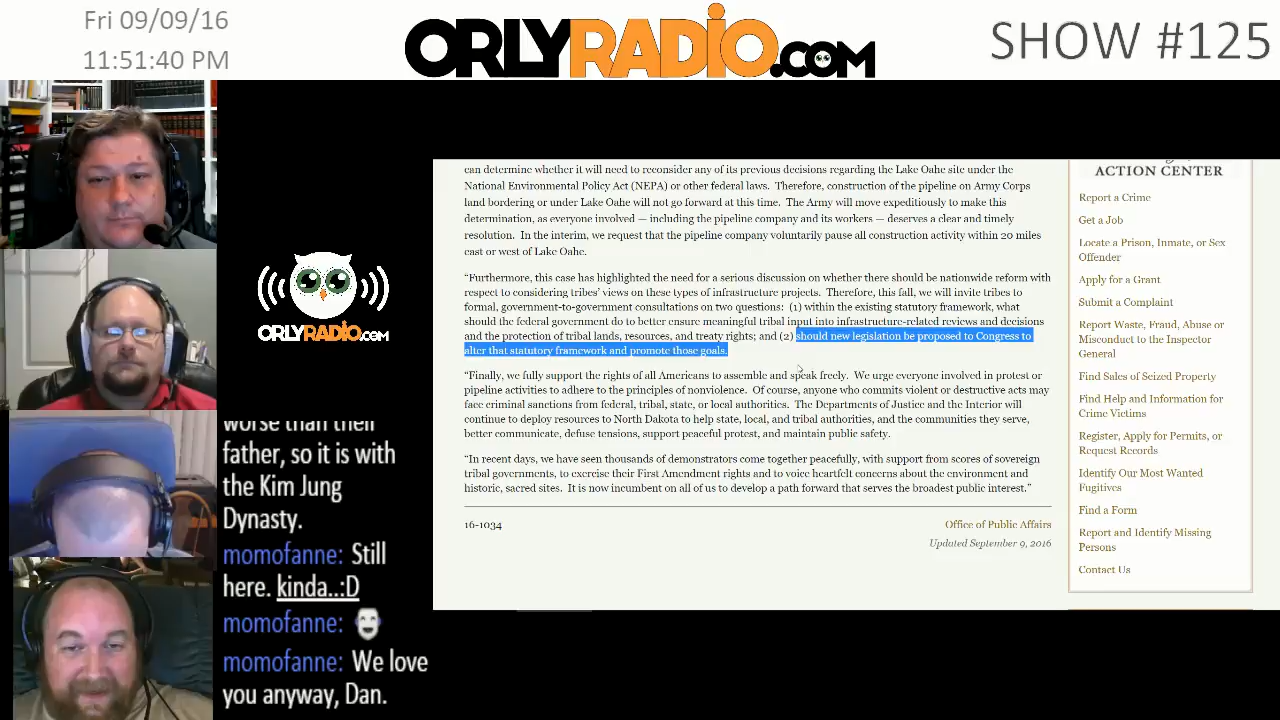 Fri 09/09/16
11:51:40 PM
ORLYRADIO.COM
SHOW #125
can determine whether it will need to reconsider any of its previous decisions regarding the Lake Oahe site under the
National Environmental Policy Act (NEPA) or other federal laws.  Therefore, construction of the pipeline on Army Corps
land bordering or under Lake Oahe will not go forward at this time.  The Army will move expeditiously to make this
determination, as everyone involved — including the pipeline company and its workers — deserves a clear and timely
resolution.  In the interim, we request that the pipeline company voluntarily pause all construction activity within 20 miles
east or west of Lake Oahe.
“Furthermore, this case has highlighted the need for a serious discussion on whether there should be nationwide reform with
respect to considering tribes’ views on these types of infrastructure projects.  Therefore, this fall, we will invite tribes to
formal, government-to-government consultations on two questions:  (1) within the existing statutory framework, what
should the federal government do to better ensure meaningful tribal input into infrastructure-related reviews and decisions
and the protection of tribal lands, resources, and treaty rights; and (2) should new legislation be proposed to Congress to
alter that statutory framework and promote those goals.
“Finally, we fully support the rights of all Americans to assemble and speak freely.  We urge everyone involved in protest or
pipeline activities to adhere to the principles of nonviolence.  Of course, anyone who commits violent or destructive acts may
face criminal sanctions from federal, tribal, state, or local authorities.  The Departments of Justice and the Interior will
continue to deploy resources to North Dakota to help state, local, and tribal authorities, and the communities they serve,
better communicate, defuse tensions, support peaceful protest, and maintain public safety.
“In recent days, we have seen thousands of demonstrators come together peacefully, with support from scores of sovereign
tribal governments, to exercise their First Amendment rights and to voice heartfelt concerns about the environment and
historic, sacred sites.  It is now incumbent on all of us to develop a path forward that serves the broadest public interest.”
16-1034
Office of Public Affairs
Updated September 9, 2016
ACTION CENTER
Report a Crime
Get a Job
Locate a Prison, Inmate, or Sex
Offender
Apply for a Grant
Submit a Complaint
Report Waste, Fraud, Abuse or
Misconduct to the Inspector
General
Find Sales of Seized Property
Find Help and Information for
Crime Victims
Register, Apply for Permits, or
Request Records
Identify Our Most Wanted
Fugitives
Find a Form
Report and Identify Missing
Persons
Contact Us
ORLYRADIO.COM
worse than their
father, so it is with
the Kim Jung
Dynasty.
momofanne: Still
here. kinda..:D
momofanne:
momofanne: We love
you anyway, Dan.